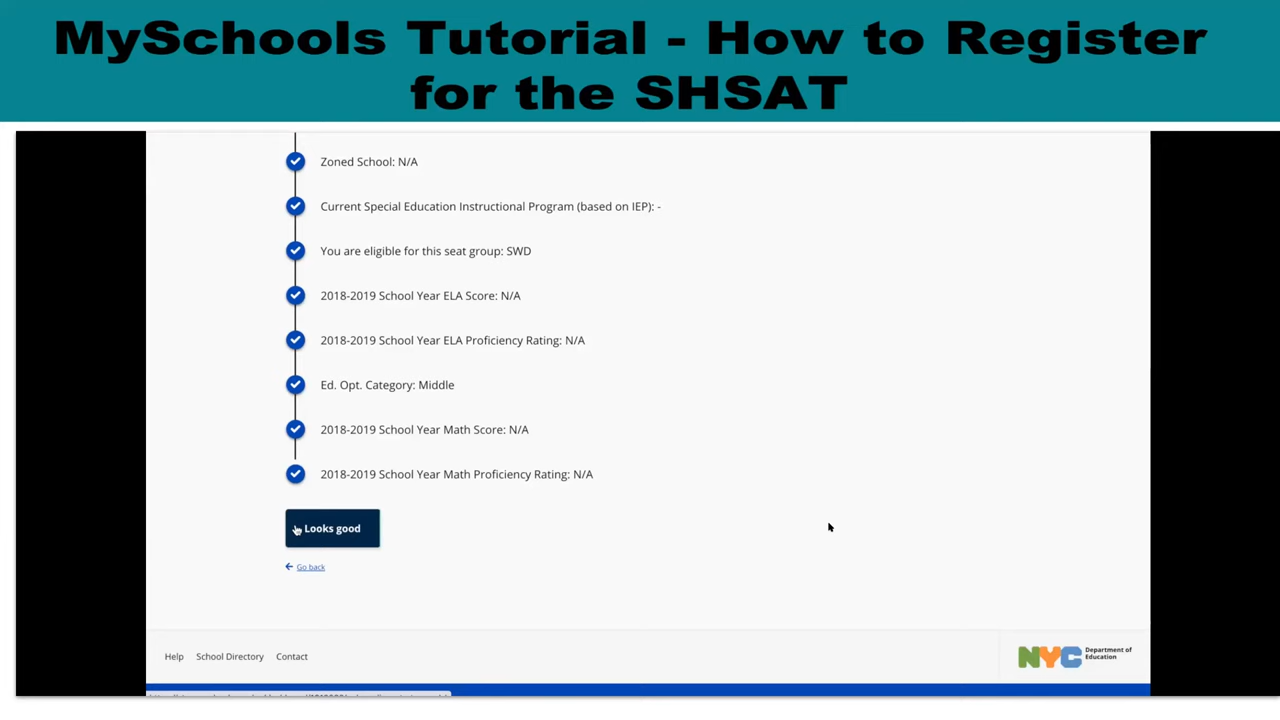 MySchools Tutorial - How to Register
for the SHSAT
Zoned School: N/A
Current Special Education Instructional Program (based on IEP): -
You are eligible for this seat group: SWD
2018-2019 School Year ELA Score: N/A
2018-2019 School Year ELA Proficiency Rating: N/A
Ed. Opt. Category: Middle
2018-2019 School Year Math Score: N/A
2018-2019 School Year Math Proficiency Rating: N/A
Looks good
Go back
Help School Directory Contact
NYC Department of
Education